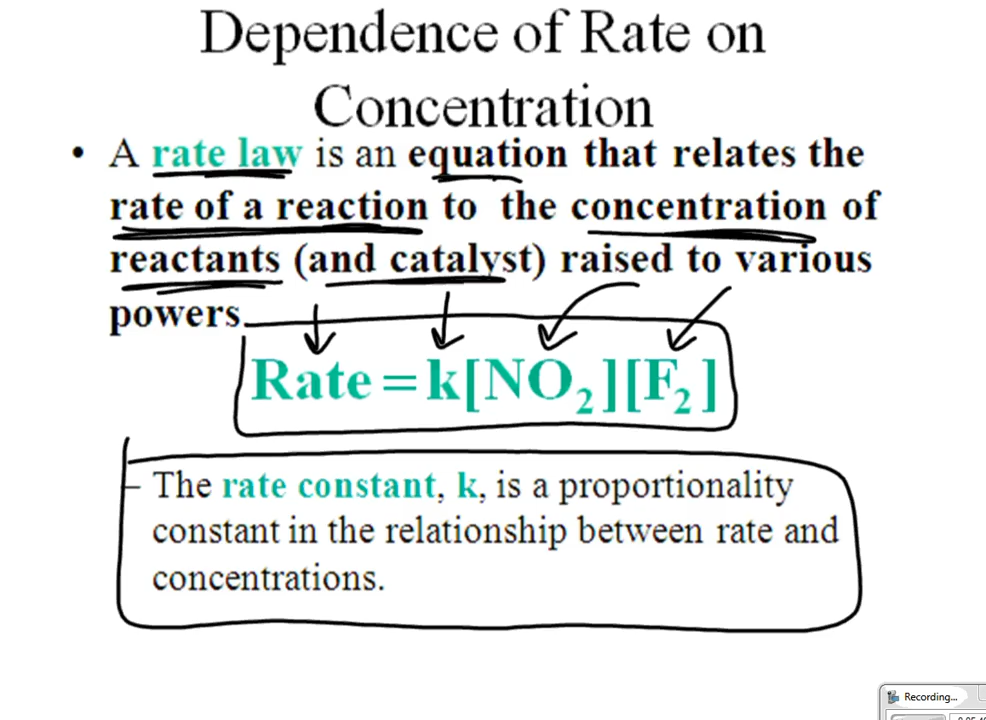 Dependence of Rate on
Concentration
• A rate law is an equation that relates the
rate of a reaction to the concentration of
reactants (and catalyst) raised to various
powers.
Rate = k[NO₂][F₂]
– The rate constant, k, is a proportionality
constant in the relationship between rate and
concentrations.
Recording...